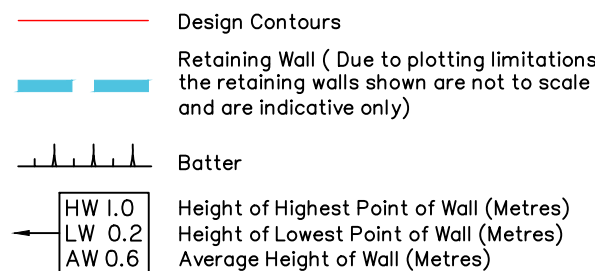 Design Contours
Retaining Wall ( Due to plotting limitations
the retaining walls shown are not to scale
and are indicative only)
Batter
HW 1.0 Height of Highest Point of Wall (Metres)
LW 0.2 Height of Lowest Point of Wall (Metres)
AW 0.6 Average Height of Wall (Metres)